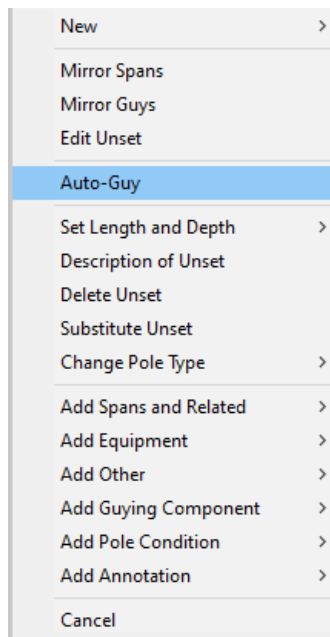 New
Mirror Spans
Mirror Guys
Edit Unset
Auto-Guy
Set Length and Depth
Description of Unset
Delete Unset
Substitute Unset
Change Pole Type
Add Spans and Related
Add Equipment
Add Other
Add Guying Component
Add Pole Condition
Add Annotation
Cancel